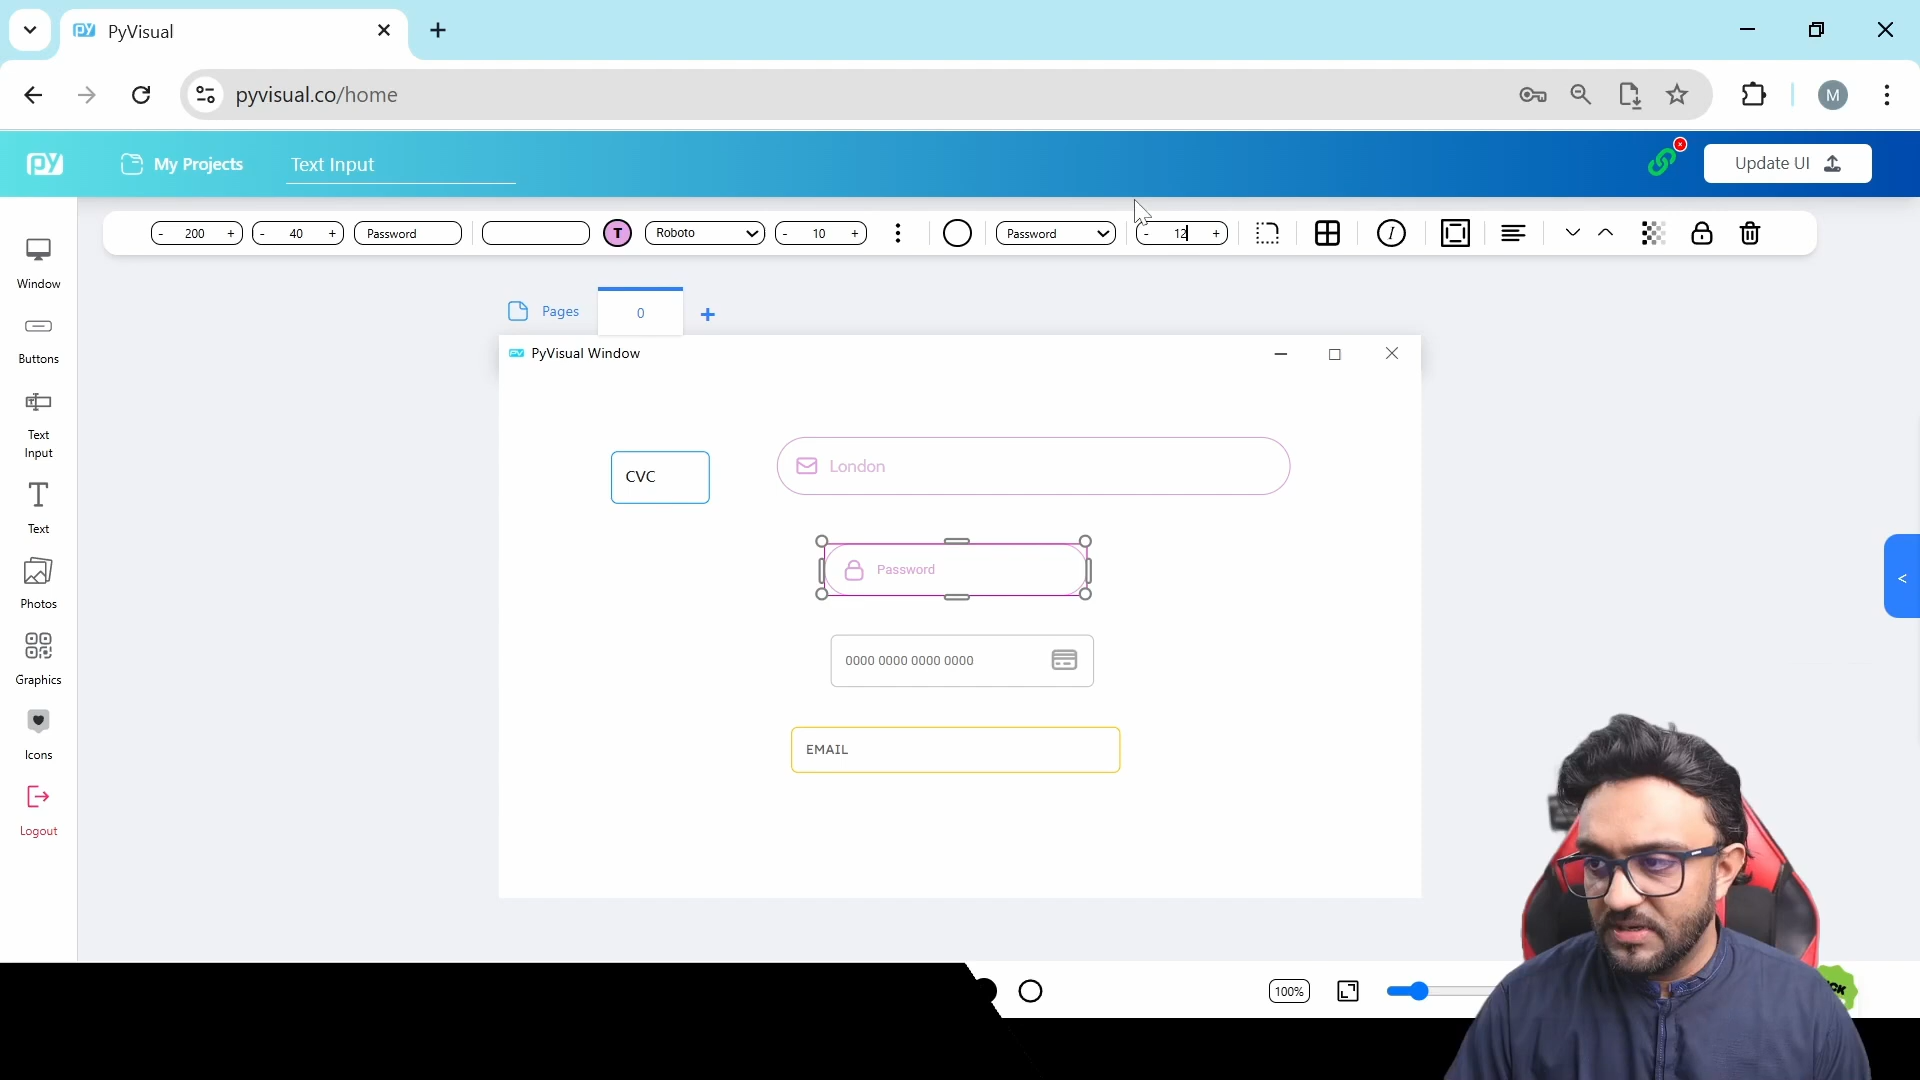 PyVisual
pyvisual.co/home
M
py
My Projects
Text Input
Update UI
- 200 +
- 40 +
Password
T
Roboto
- 10 +
Password
- 12 +
I
Window
Buttons
Text
Input
Text
Photos
Graphics
Icons
Logout
Pages
0
+
PyVisual Window
CVC
London
Password
0000 0000 0000 0000
EMAIL
<
100%